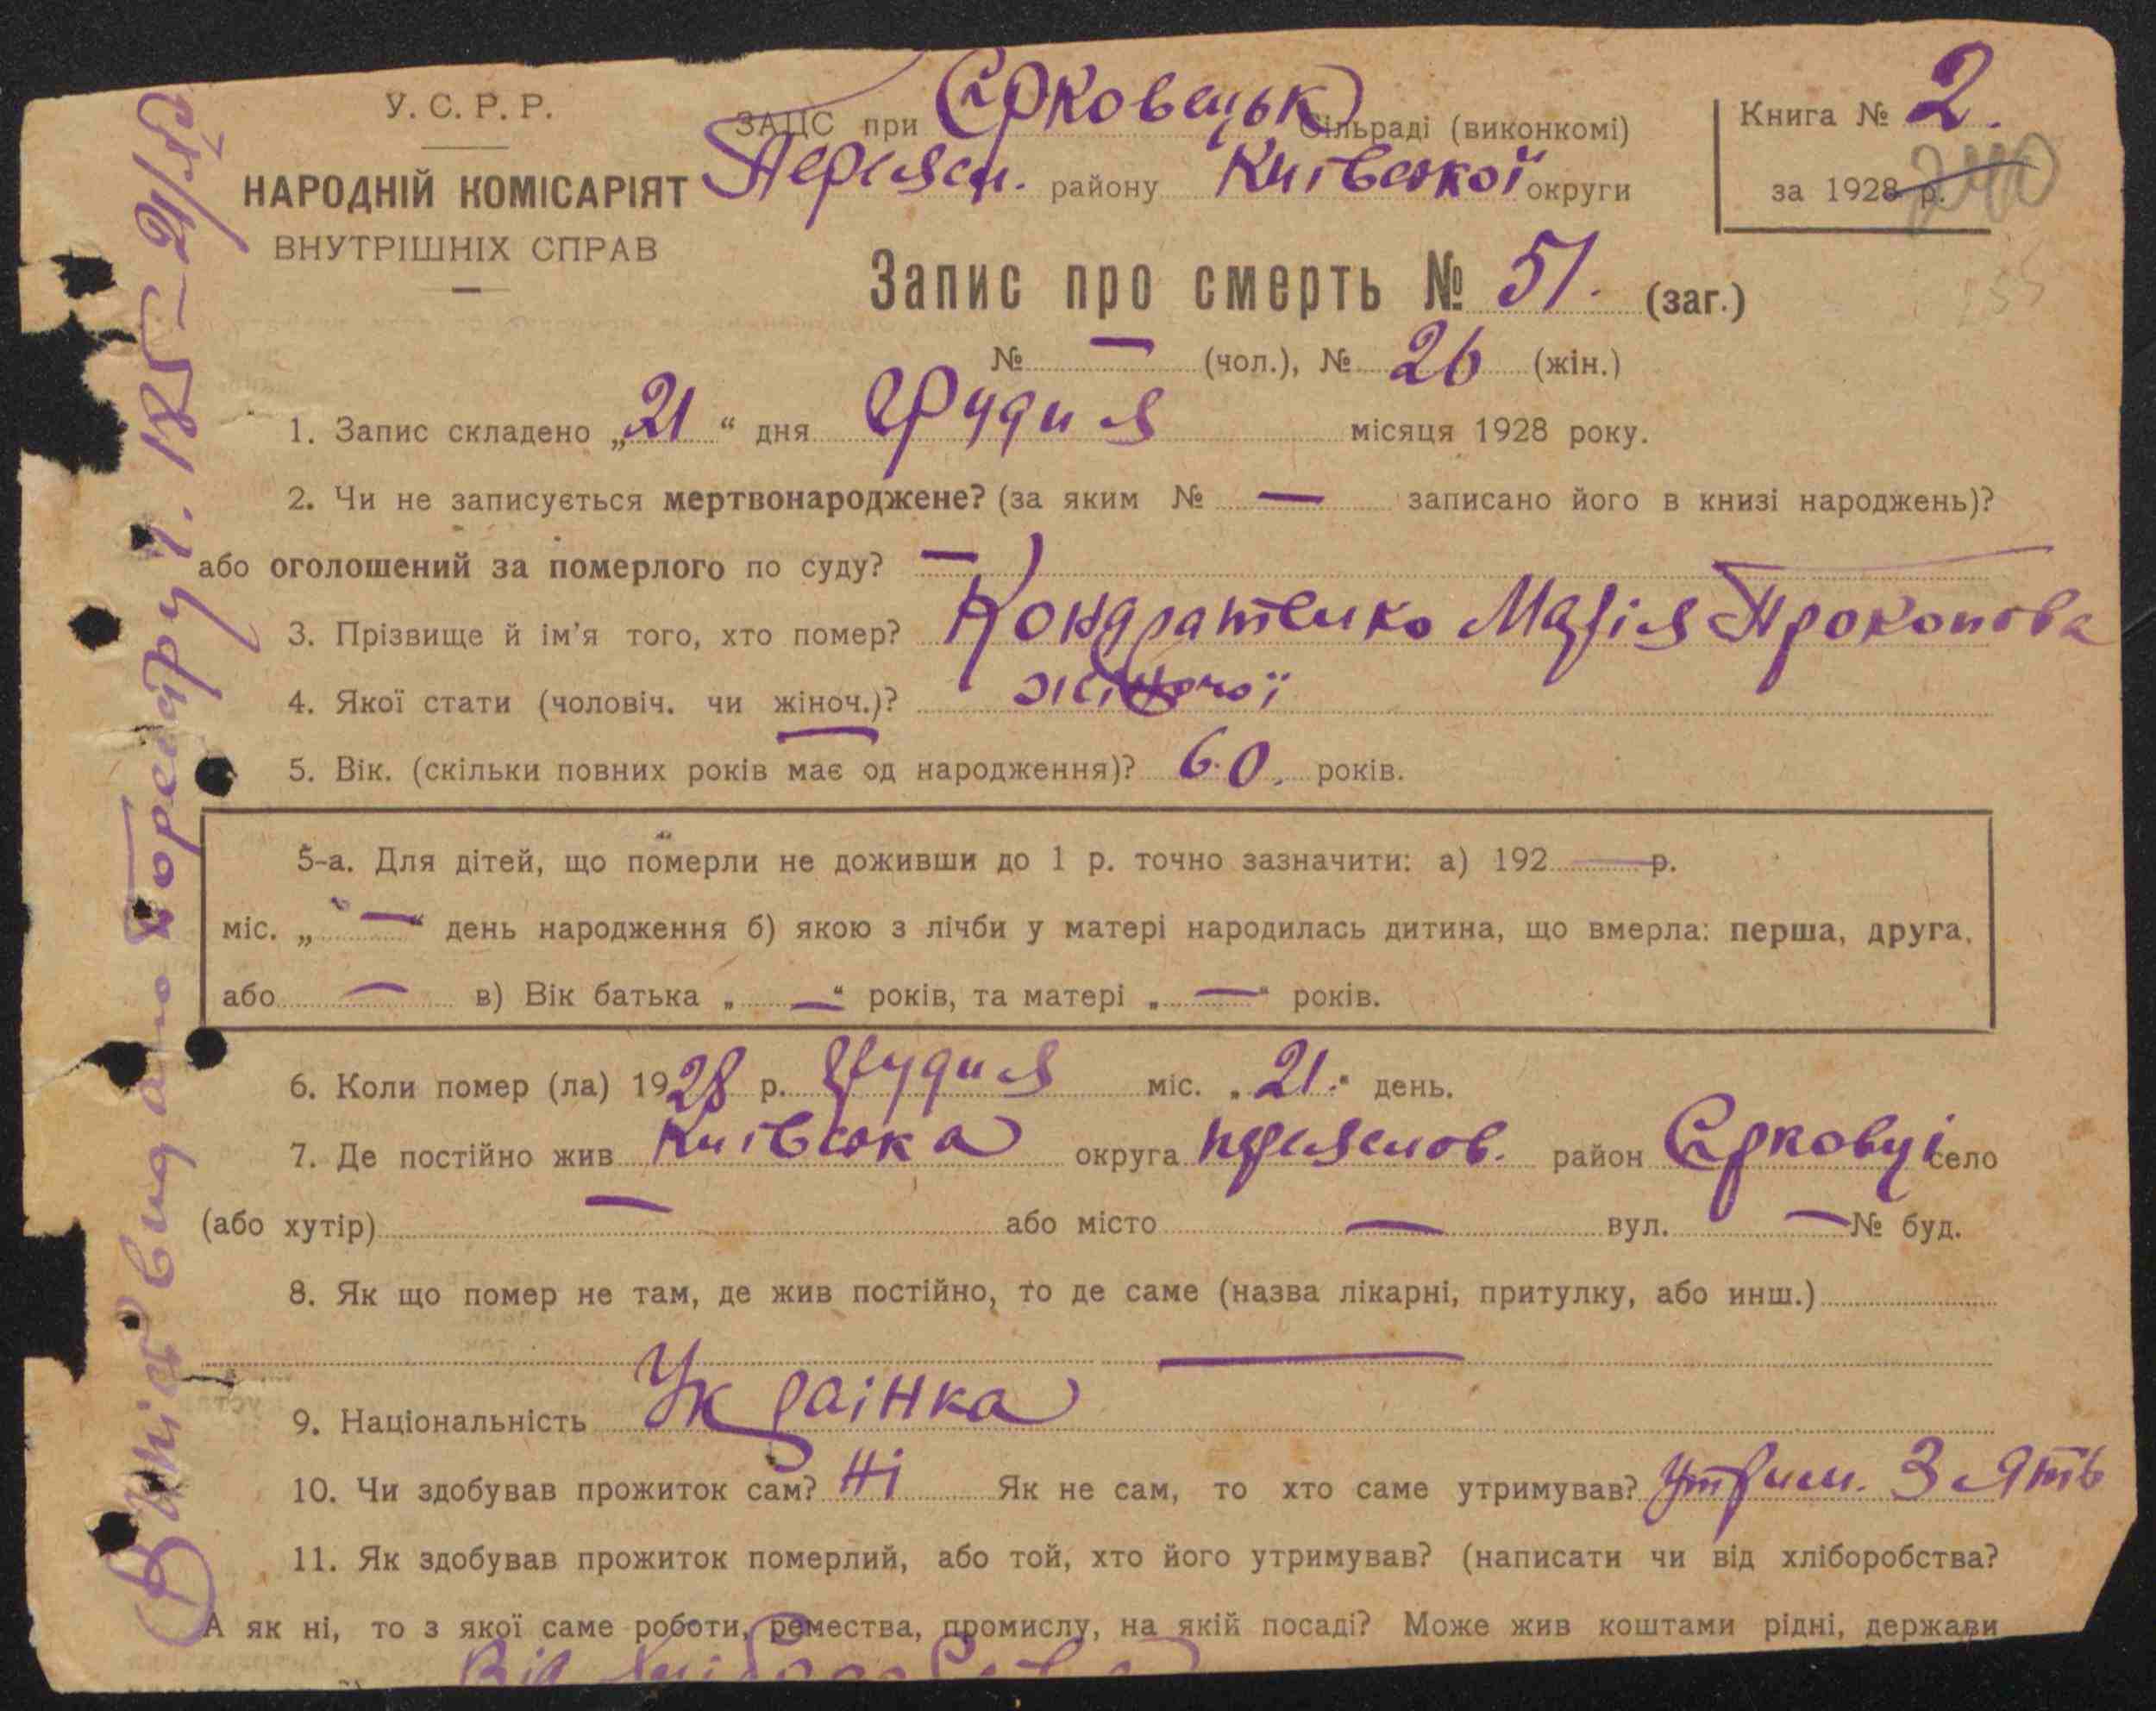 У. С. Р. Р.
НАРОДНІЙ КОМІСАРІЯТ
ВНУТРІШНІХ СПРАВ
ЗАЦС при Єрковецьк Сільраді (виконкомі)
Переясл. району Київської округи
Книга № 2.
за 1928 р.
240
Запис про смерть № 51. (заг.)
№ — (чол.), № 26 (жін.)
1. Запис складено „21“ дня грудня місяця 1928 року.
2. Чи не записується мертвонароджене? (за яким № — записано його в книзі народжень)?
або оголошений за померлого по суду? —
3. Прізвище й ім'я того, хто помер? Кондратенко Марія Прокопова
4. Якої стати (чоловіч. чи жіноч.)? жіночої
5. Вік. (скільки повних років має од народження)? 60. років.
5-а. Для дітей, що померли не доживши до 1 р. точно зазначити: а) 192 — р.
міс. „ — “ день народження б) якою з лічби у матері народилась дитина, що вмерла: перша, друга,
або — в) Вік батька „ — “ років, та матері „ — “ років.
6. Коли помер (ла) 1928 р. грудня міс. „21.“ день.
7. Де постійно жив Київська округа переяслов. район Єрковці село
(або хутір) — або місто — вул. — № буд.
8. Як що помер не там, де жив постійно, то де саме (назва лікарні, притулку, або инш.)
—
9. Національність Украінка
10. Чи здобував прожиток сам? Ні Як не сам, то хто саме утримував? утрим. Зять
11. Як здобував прожиток померлий, або той, хто його утримував? (написати чи від хліборобства?
А як ні, то з якої саме роботи, ремества, промислу, на якій посаді? Може жив коштами рідні, держави
Від хліборобства